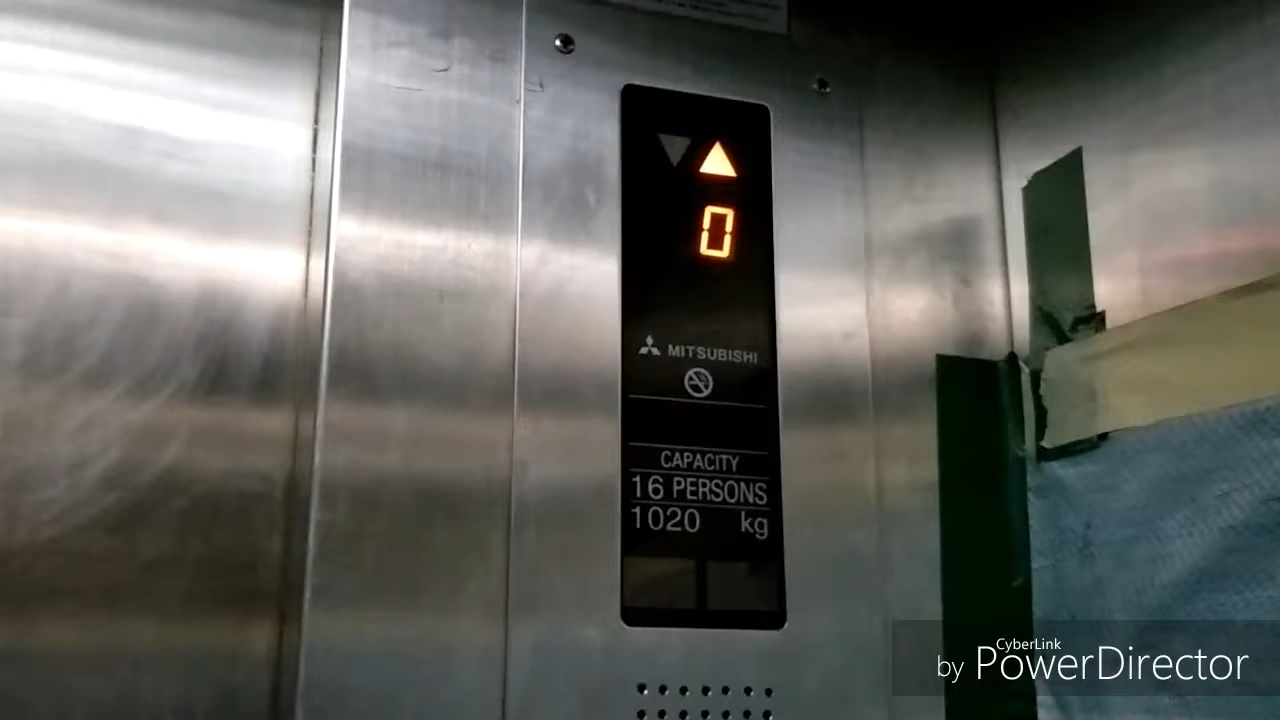 0
MITSUBISHI
CAPACITY
16 PERSONS
1020 kg
CyberLink
by PowerDirector